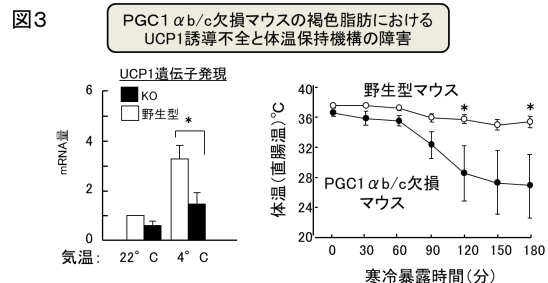 図3
PGC1αb/c欠損マウスの褐色脂肪における
UCP1誘導不全と体温保持機構の障害
UCP1遺伝子発現
KO
野生型
*
mRNA量
6
4
2
0
気温: 22°C 4°C
野生型マウス
* *
PGC1αb/c欠損
マウス
体温(直腸温)°C
40
36
32
28
24
20
0 30 60 90 120 150 180
寒冷暴露時間(分)